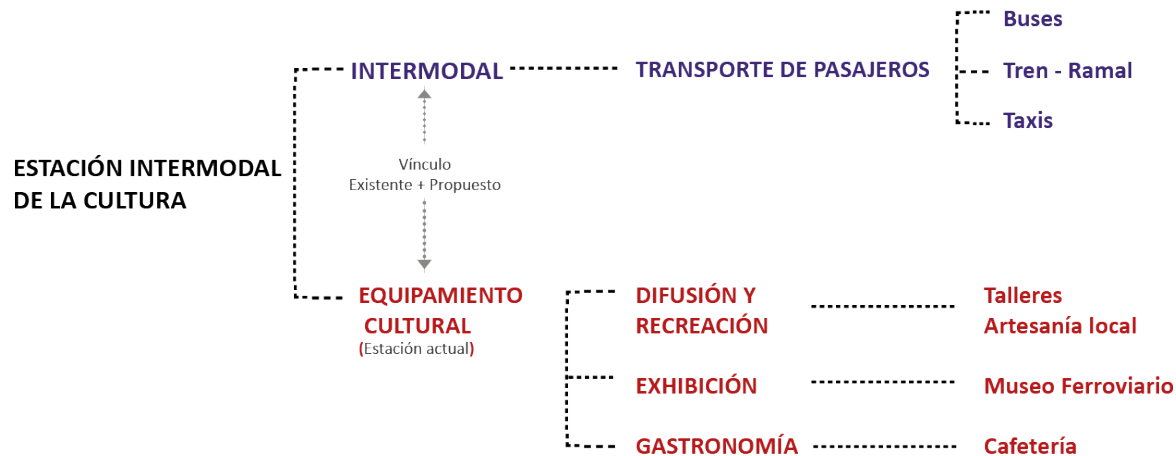 ESTACIÓN INTERMODAL
DE LA CULTURA
INTERMODAL
TRANSPORTE DE PASAJEROS
Buses
Tren - Ramal
Taxis
Vínculo
Existente + Propuesto
EQUIPAMIENTO
CULTURAL
(Estación actual)
DIFUSIÓN Y
RECREACIÓN
Talleres
Artesanía local
EXHIBICIÓN
Museo Ferroviario
GASTRONOMÍA
Cafetería